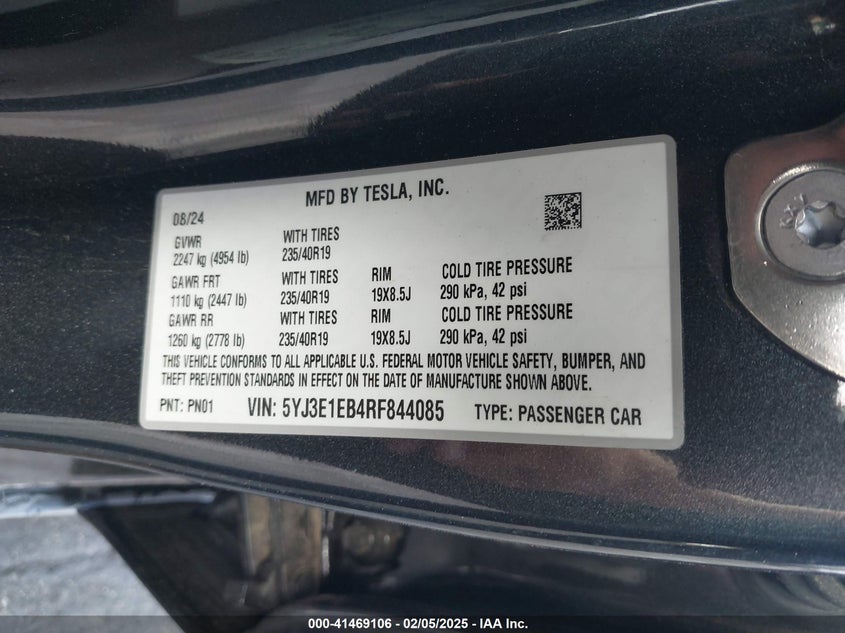 MFD BY TESLA, INC.
08/24
GVWR WITH TIRES
2247 kg (4954 lb) 235/40R19
GAWR FRT WITH TIRES RIM COLD TIRE PRESSURE
1110 kg (2447 lb) 235/40R19 19X8.5J 290 kPa, 42 psi
GAWR RR WITH TIRES RIM COLD TIRE PRESSURE
1260 kg (2778 lb) 235/40R19 19X8.5J 290 kPa, 42 psi
THIS VEHICLE CONFORMS TO ALL APPLICABLE U.S. FEDERAL MOTOR VEHICLE SAFETY, BUMPER, AND
THEFT PREVENTION STANDARDS IN EFFECT ON THE DATE OF MANUFACTURE SHOWN ABOVE.
PNT: PN01 VIN: 5YJ3E1EB4RF844085 TYPE: PASSENGER CAR
000-41469106 - 02/05/2025 - IAA Inc.